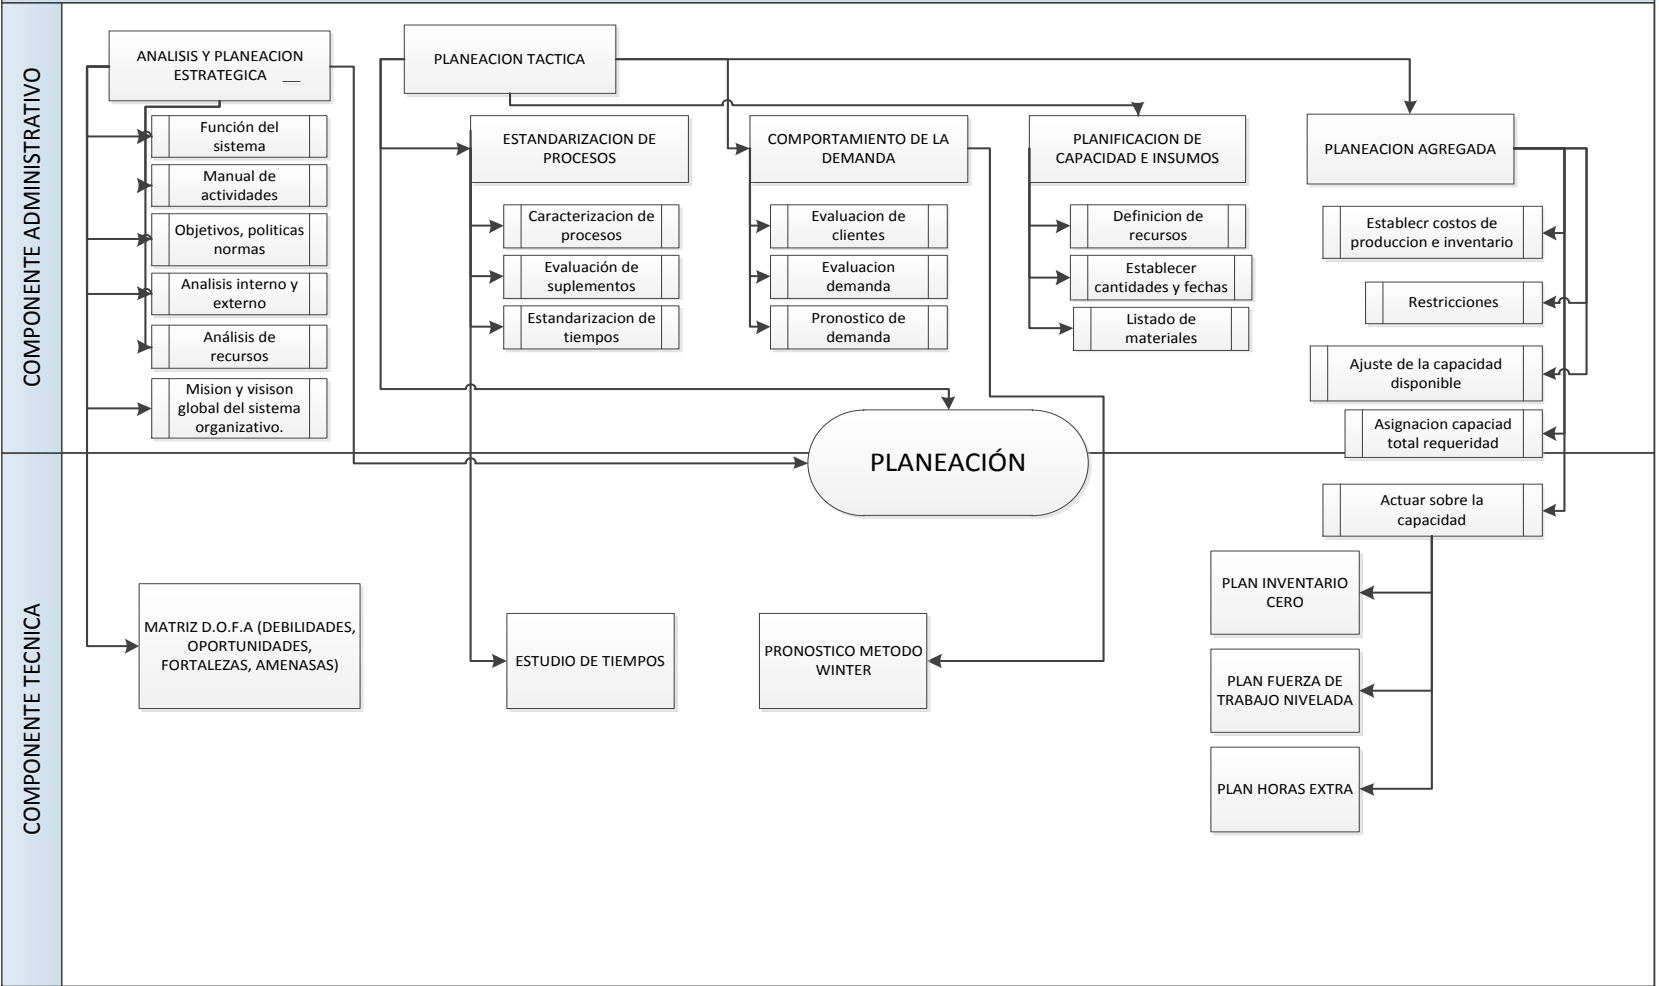 COMPONENTE ADMINISTRATIVO
ANALISIS Y PLANEACION
ESTRATEGICA __
Función del
sistema
Manual de
actividades
Objetivos, politicas
normas
Analisis interno y
externo
Análisis de
recursos
Mision y visison
global del sistema
organizativo.
PLANEACION TACTICA
ESTANDARIZACION DE
PROCESOS
Caracterizacion de
procesos
Evaluación de
suplementos
Estandarizacion de
tiempos
COMPORTAMIENTO DE LA
DEMANDA
Evaluacion de
clientes
Evaluacion
demanda
Pronostico de
demanda
PLANIFICACION DE
CAPACIDAD E INSUMOS
Definicion de
recursos
Establecer
cantidades y fechas
Listado de
materiales
PLANEACION AGREGADA
Establecr costos de
produccion e inventario
Restricciones
Ajuste de la capacidad
disponible
Asignacion capaciad
total requeridad
PLANEACIÓN
COMPONENTE TECNICA
Actuar sobre la
capacidad
MATRIZ D.O.F.A (DEBILIDADES,
OPORTUNIDADES,
FORTALEZAS, AMENASAS)
ESTUDIO DE TIEMPOS
PRONOSTICO METODO
WINTER
PLAN INVENTARIO
CERO
PLAN FUERZA DE
TRABAJO NIVELADA
PLAN HORAS EXTRA